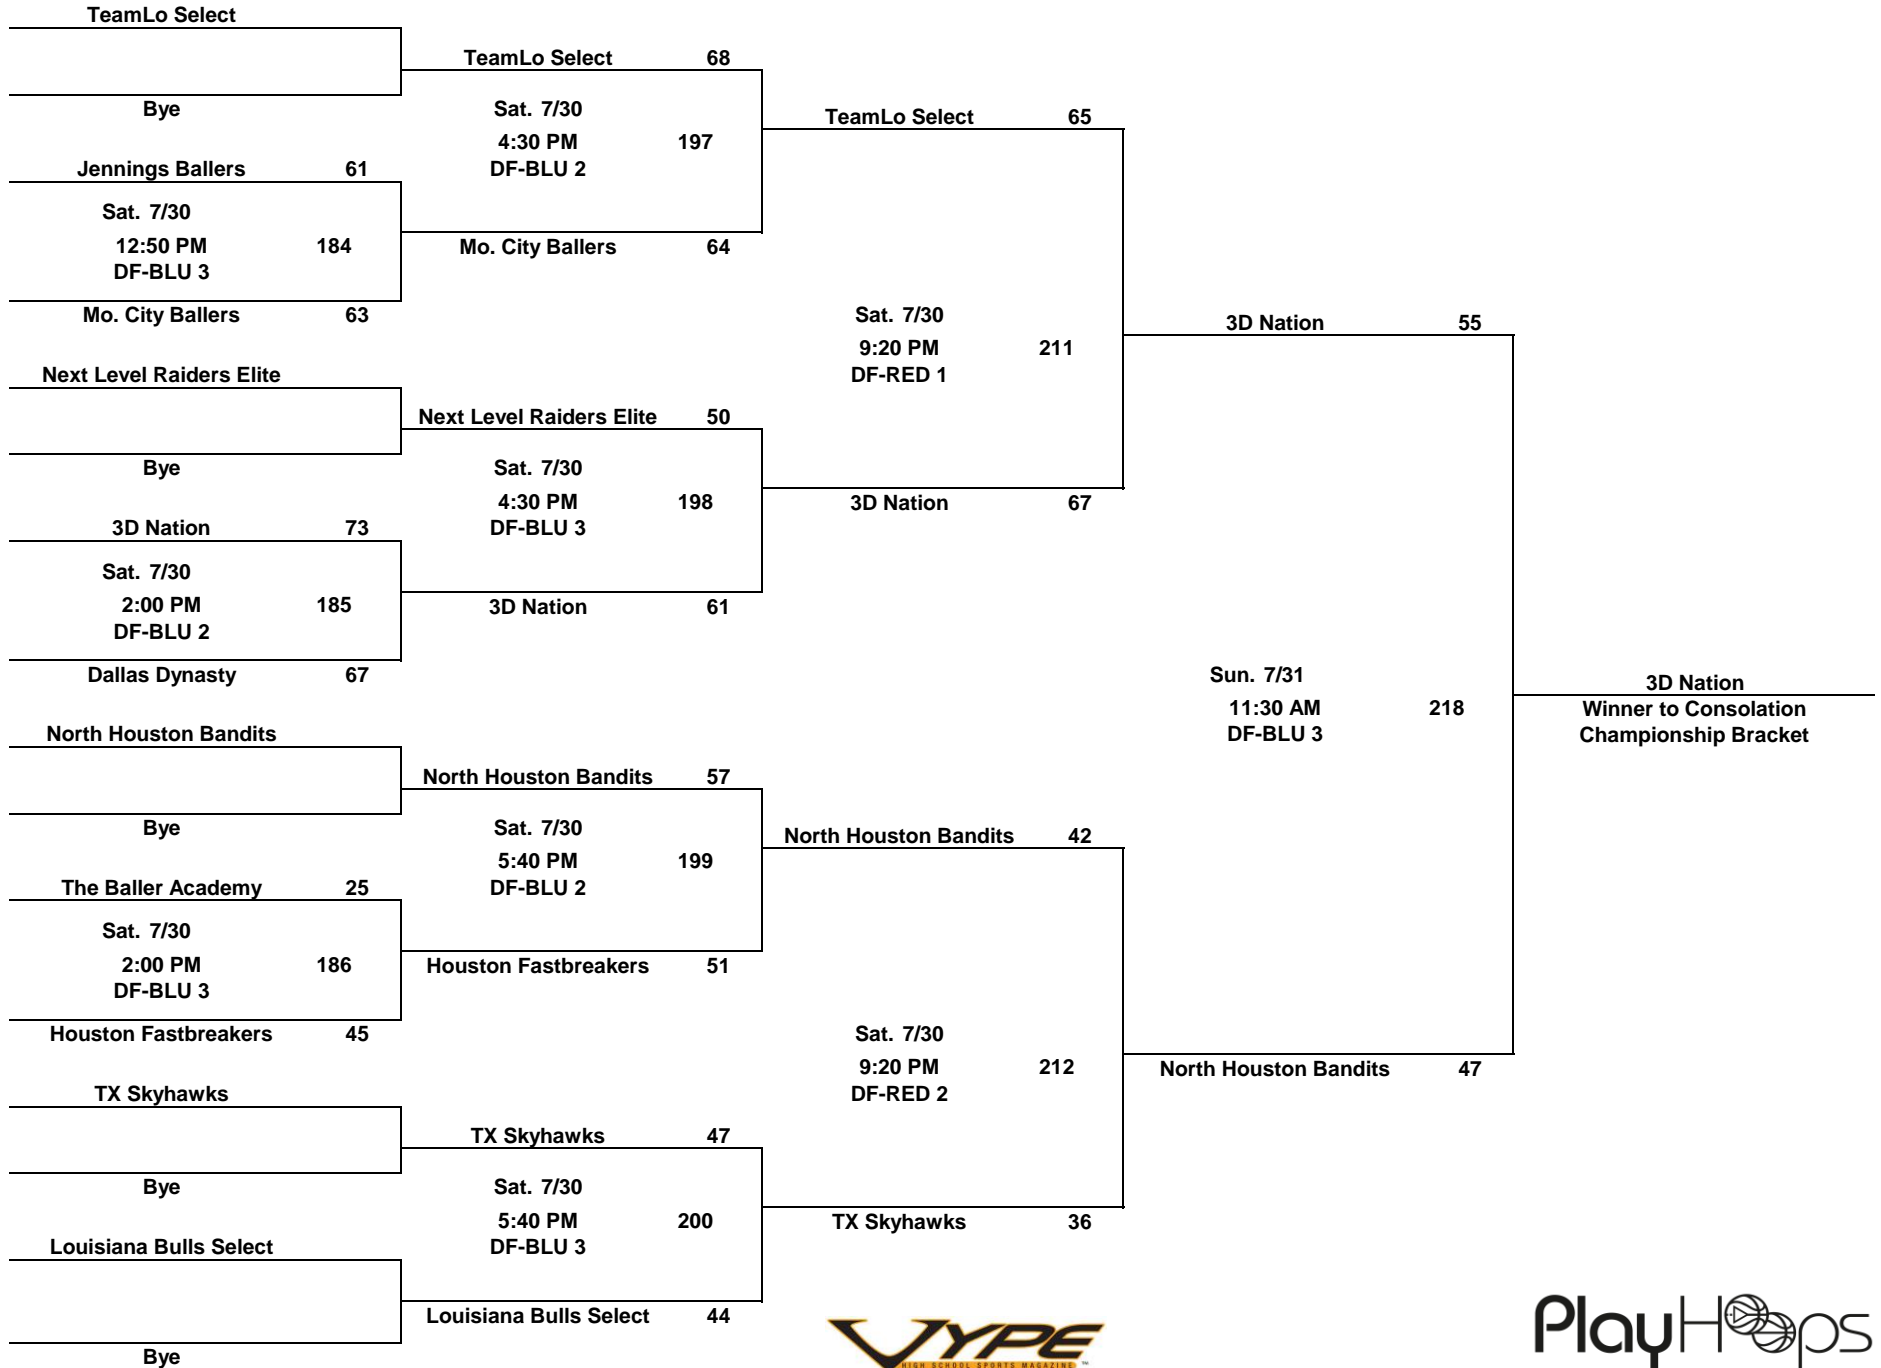 TeamLo Select
Bye
Jennings Ballers 61
Sat. 7/30
12:50 PM 184
DF-BLU 3
Mo. City Ballers 63
Next Level Raiders Elite
Bye
3D Nation 73
Sat. 7/30
2:00 PM 185
DF-BLU 2
Dallas Dynasty 67
North Houston Bandits
Bye
The Baller Academy 25
Sat. 7/30
2:00 PM 186
DF-BLU 3
Houston Fastbreakers 45
TX Skyhawks
Bye
Louisiana Bulls Select
Bye
TeamLo Select 68
Sat. 7/30
4:30 PM 197
DF-BLU 2
Mo. City Ballers 64
Next Level Raiders Elite 50
Sat. 7/30
4:30 PM 198
DF-BLU 3
3D Nation 61
North Houston Bandits 57
Sat. 7/30
5:40 PM 199
DF-BLU 2
Houston Fastbreakers 51
TX Skyhawks 47
Sat. 7/30
5:40 PM 200
DF-BLU 3
Louisiana Bulls Select 44
TeamLo Select 65
Sat. 7/30
9:20 PM 211
DF-RED 1
3D Nation 67
North Houston Bandits 42
Sat. 7/30
9:20 PM 212
DF-RED 2
TX Skyhawks 36
3D Nation 55
Sun. 7/31
11:30 AM 218
DF-BLU 3
North Houston Bandits 47
3D Nation
Winner to Consolation
Championship Bracket
VYPE
HIGH SCHOOL SPORTS MAGAZINE ™
PlayHoops